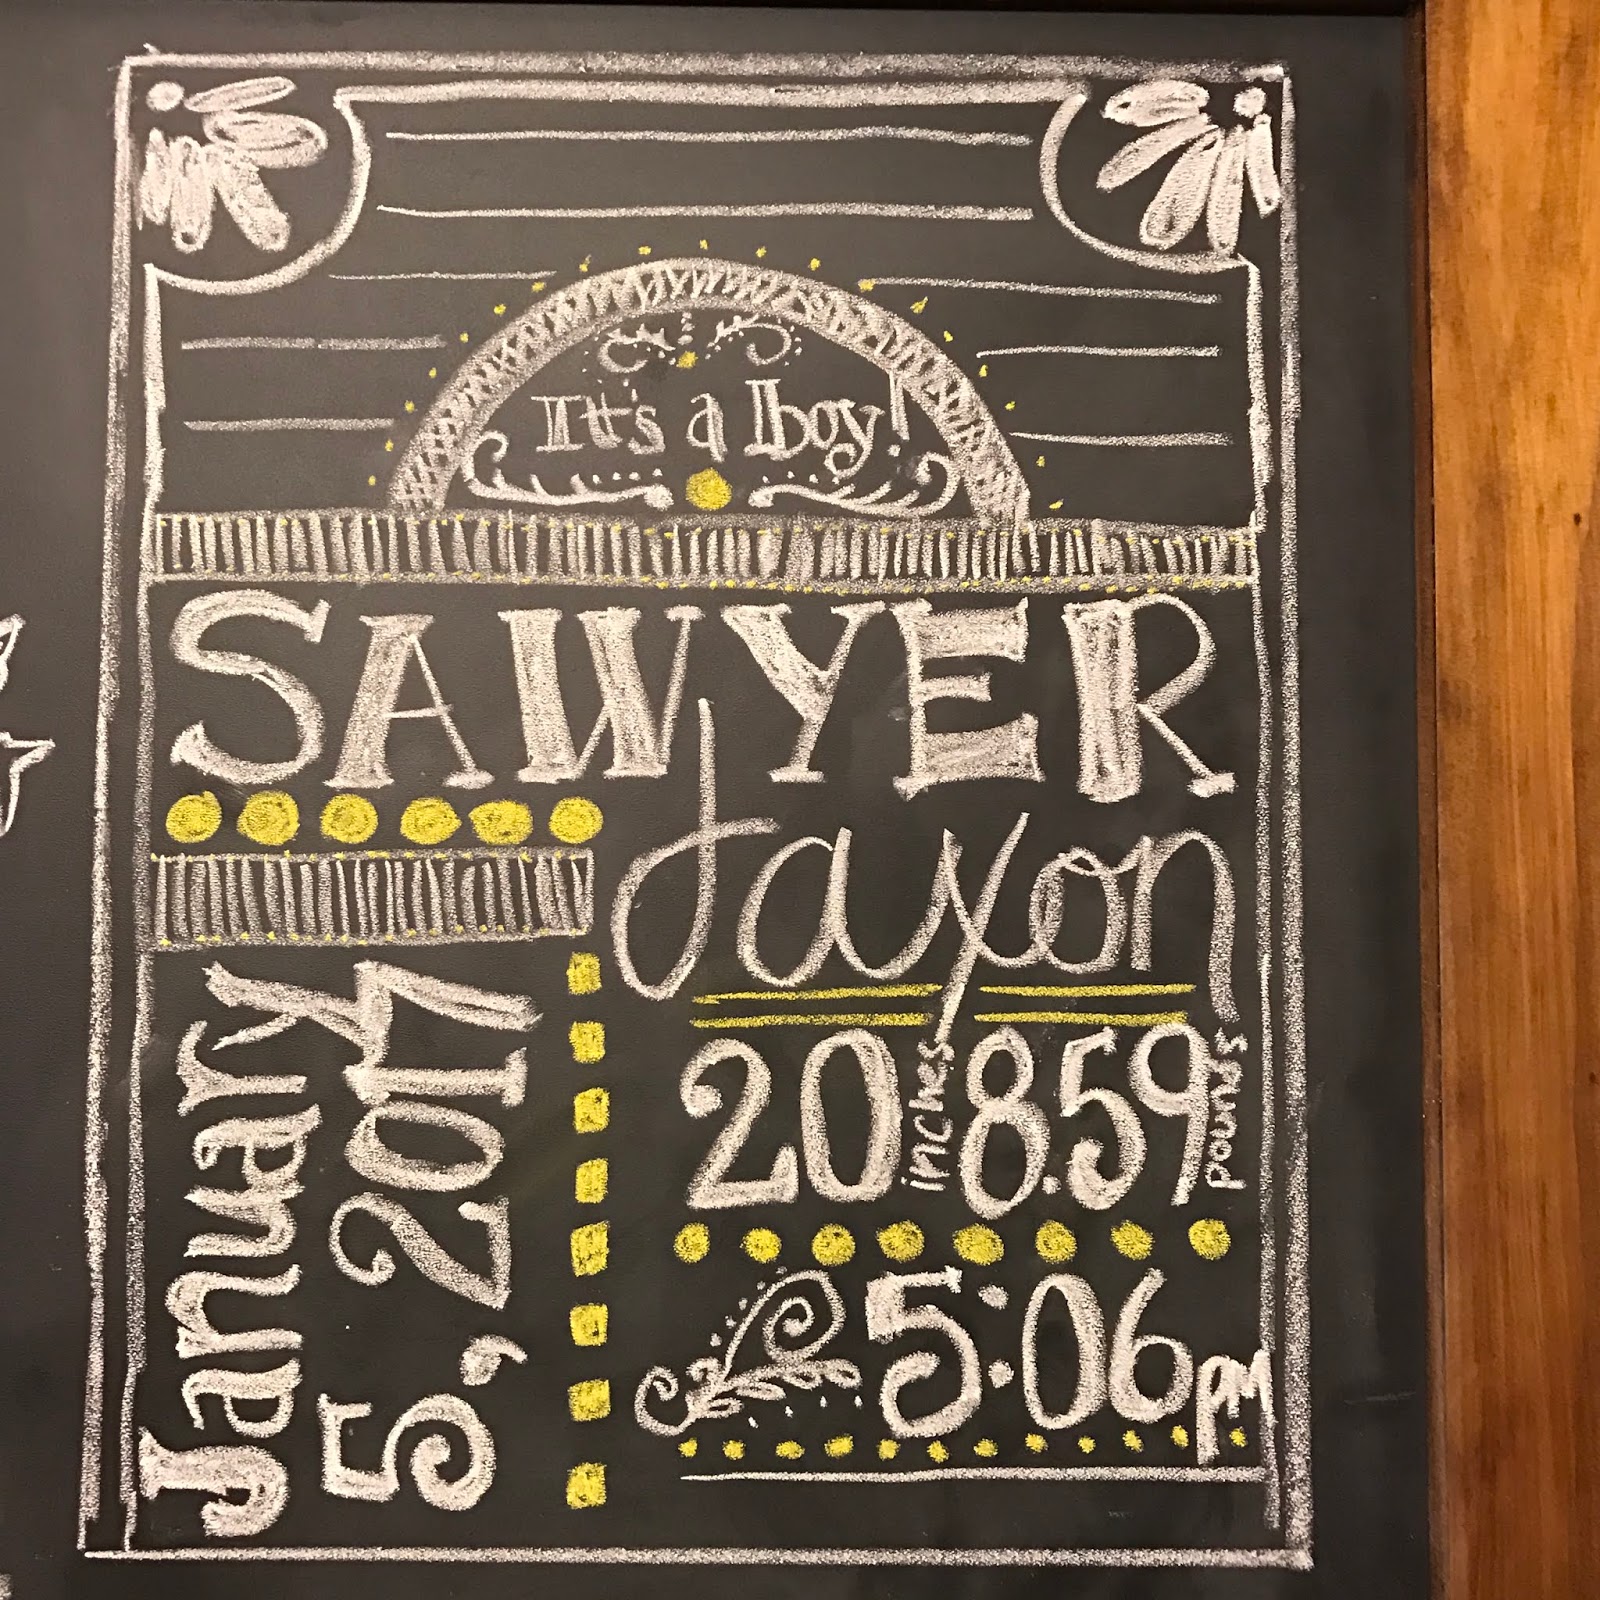 It's a boy!
SAWYER
Jaxon
January
5, 2017
20 inches 8.59 pounds
5:06 PM